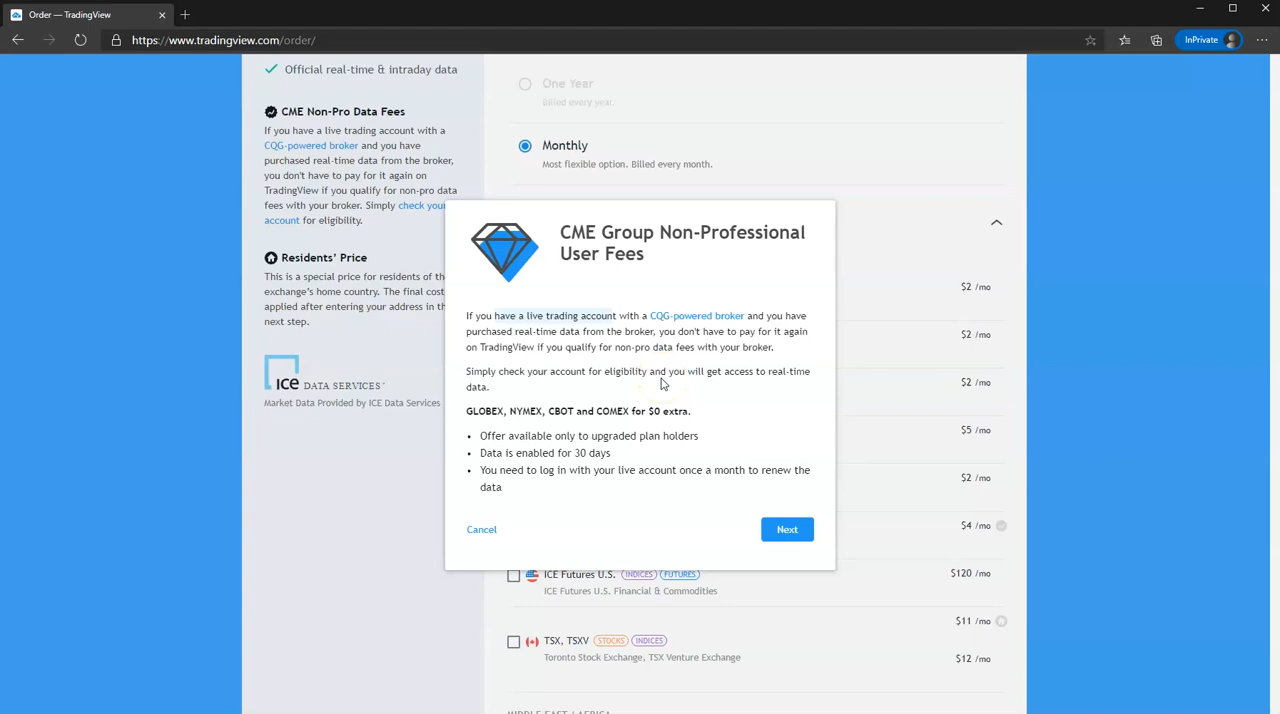 Order — TradingView
https://www.tradingview.com/order/
InPrivate
Official real-time & intraday data
CME Non-Pro Data Fees
If you have a live trading account with a
CQG-powered broker and you have
purchased real-time data from the broker,
you don't have to pay for it again on
TradingView if you qualify for non-pro data
fees with your broker. Simply check your
account for eligibility.
Residents' Price
This is a special price for residents of the
exchange's home country. The final cost
applied after entering your address in th
next step.
ice DATA SERVICES
Market Data Provided by ICE Data Services
One Year
Billed every year.
Monthly
Most flexible option. Billed every month.
CME Group Non-Professional
User Fees
If you have a live trading account with a CQG-powered broker and you have
purchased real-time data from the broker, you don't have to pay for it again
on TradingView if you qualify for non-pro data fees with your broker.
Simply check your account for eligibility and you will get access to real-time
data.
GLOBEX, NYMEX, CBOT and COMEX for $0 extra.
• Offer available only to upgraded plan holders
• Data is enabled for 30 days
• You need to log in with your live account once a month to renew the
data
Cancel
Next
$2 /mo
$2 /mo
$2 /mo
$5 /mo
$2 /mo
$4 /mo
ICE Futures U.S. INDICES FUTURES $120 /mo
ICE Futures U.S. Financial & Commodities
$11 /mo
TSX, TSXV STOCKS INDICES
Toronto Stock Exchange, TSX Venture Exchange $12 /mo
MIDDLE EAST / AFRICA